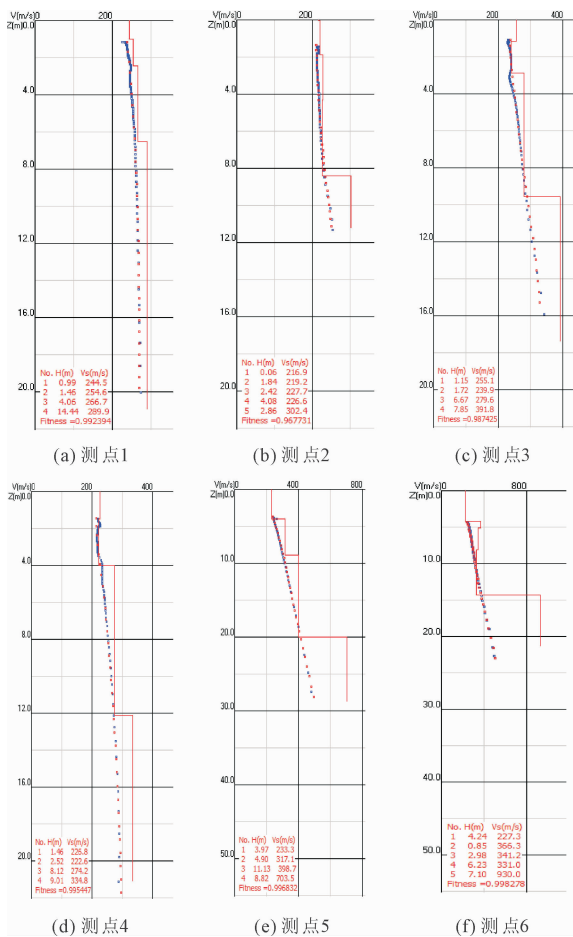 V(m/s) 200
Z(m)0.0
4.0
8.0
12.0
16.0
20.0
No. H(m) Vs(m/s)
1 0.99 244.5
2 1.46 254.6
3 4.06 266.7
4 14.44 289.9
Fitness =0.992394
(a) 测点1
V(m/s) 200
Z(m)0.0
4.0
8.0
12.0
16.0
20.0
No. H(m) Vs(m/s)
1 0.06 216.9
2 1.84 219.2
3 2.42 227.7
4 4.08 226.6
5 2.86 302.4
Fitness =0.967731
(b) 测点2
V(m/s) 200 400
Z(m)0.0
4.0
8.0
12.0
16.0
20.0
No. H(m) Vs(m/s)
1 1.15 255.1
2 1.72 239.9
3 6.67 279.6
4 7.85 391.8
Fitness =0.987425
(c) 测点3
V(m/s) 200 400
Z(m)0.0
4.0
8.0
12.0
16.0
20.0
No. H(m) Vs(m/s)
1 1.46 226.8
2 2.52 222.6
3 8.12 274.2
4 9.01 334.8
Fitness =0.995447
(d) 测点4
V(m/s) 400 800
Z(m)0.0
10.0
20.0
30.0
40.0
50.0
No. H(m) Vs(m/s)
1 3.97 233.3
2 4.90 317.1
3 11.13 398.7
4 8.82 703.5
Fitness =0.996832
(e) 测点5
V(m/s) 800
Z(m)0.0
10.0
20.0
30.0
40.0
50.0
No. H(m) Vs(m/s)
1 4.24 227.3
2 0.85 366.3
3 2.98 341.2
4 6.23 331.0
5 7.10 930.0
Fitness =0.998278
(f) 测点6